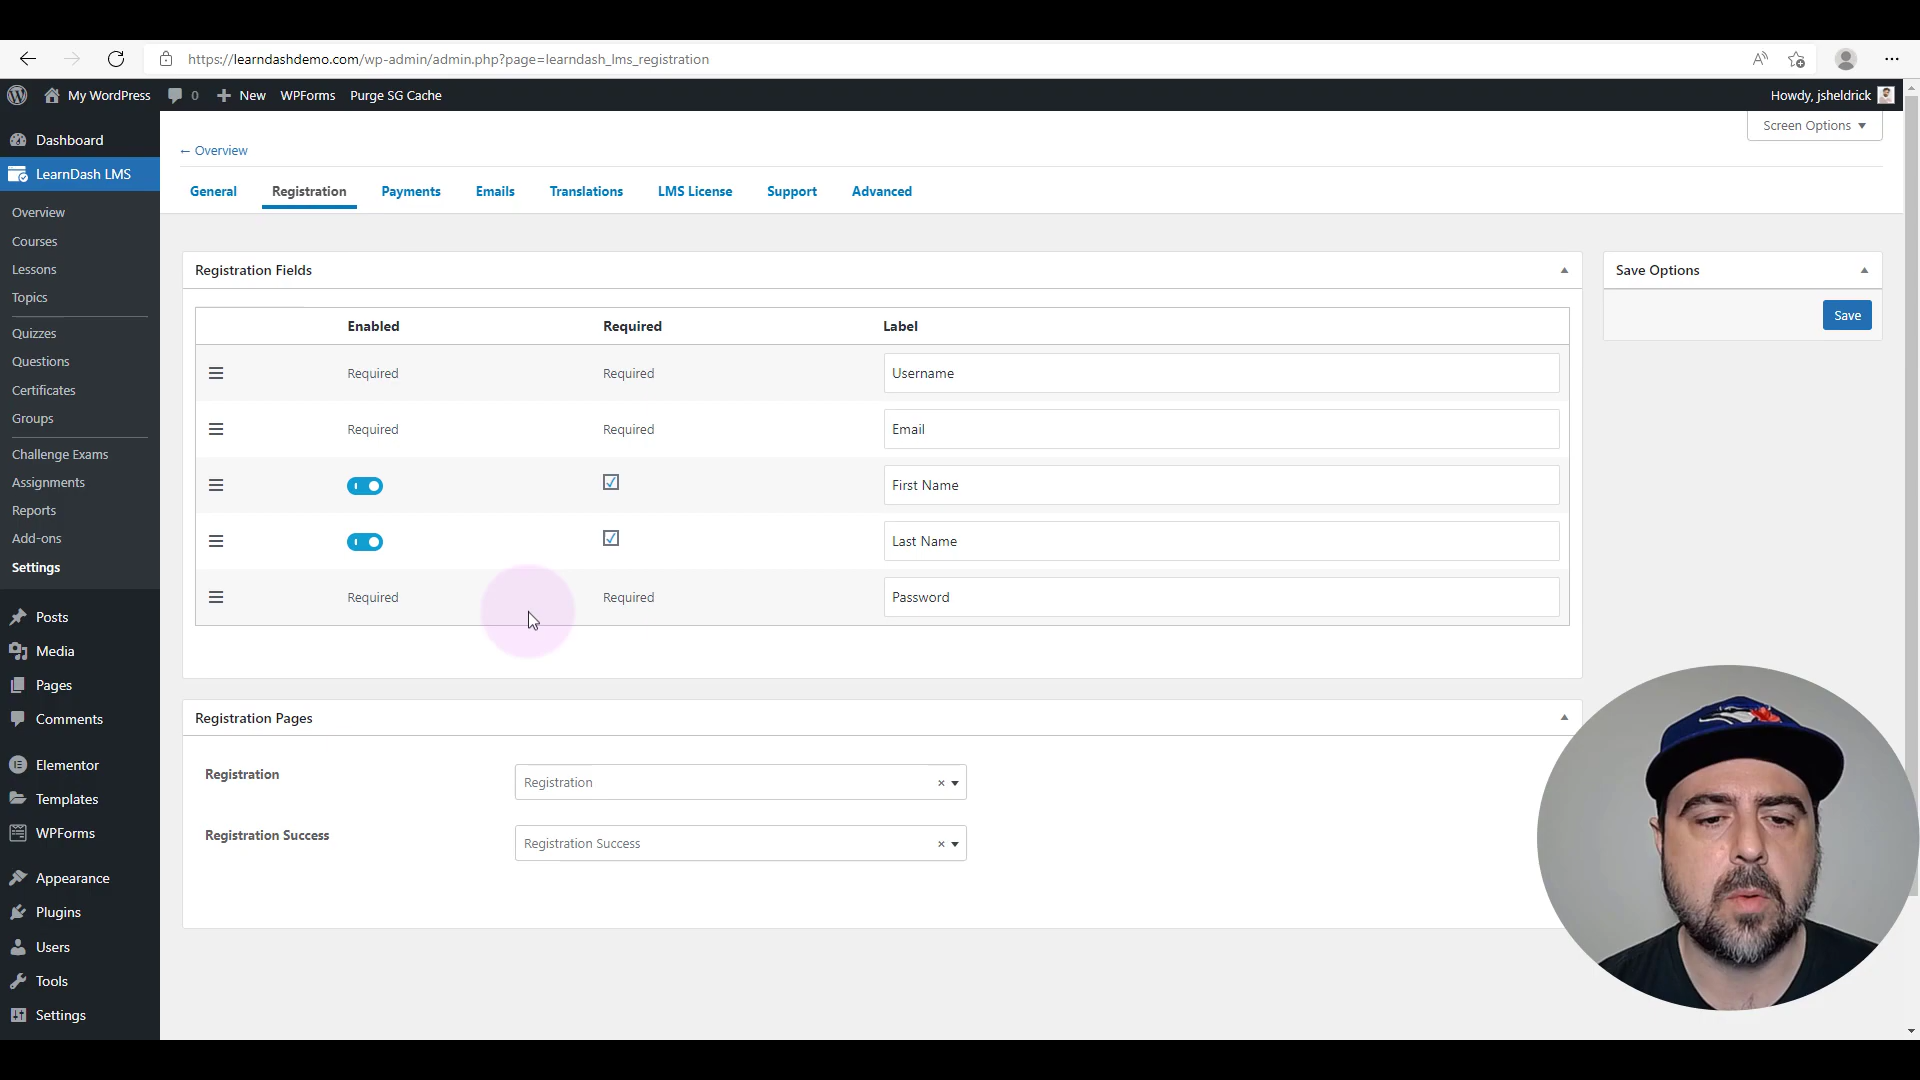 https://learndashdemo.com/wp-admin/admin.php?page=learndash_lms_registration
My WordPress 0 New WPForms Purge SG Cache Howdy, jsheldrick
Screen Options
Dashboard
LearnDash LMS
Overview
Courses
Lessons
Topics
Quizzes
Questions
Certificates
Groups
Challenge Exams
Assignments
Reports
Add-ons
Settings
Posts
Media
Pages
Comments
Elementor
Templates
WPForms
Appearance
Plugins
Users
Tools
Settings
← Overview
General Registration Payments Emails Translations LMS License Support Advanced
Registration Fields
Enabled Required Label
Required Required Username
Required Required Email
First Name
Last Name
Required Required Password
Registration Pages
Registration Registration
Registration Success Registration Success
Save Options
Save